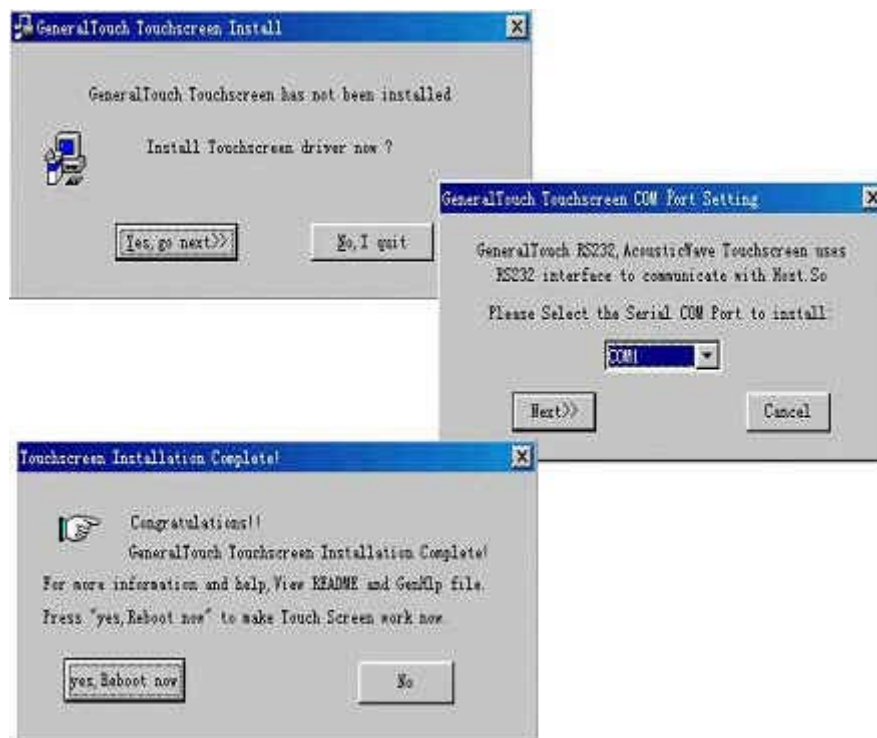 GeneralTouch Touchscreen Install
GeneralTouch Touchscreen has not been installed
Install Touchscreen driver now ?
Yes,go next>>
No,I quit
GeneralTouch Touchscreen COM Port Setting
GeneralTouch RS232,AcousticWave Touchscreen uses
RS232 interface to communicate with Host.So
Please Select the Serial COM Port to install:
COM1
Next>>
Cancel
Touchscreen Installation Complete!
Congratulations!!
GeneralTouch Touchscreen Installation Complete!
For more information and help,View README and GenHlp file.
Press "yes,Reboot now" to make Touch Screen work now.
yes,Reboot now
No